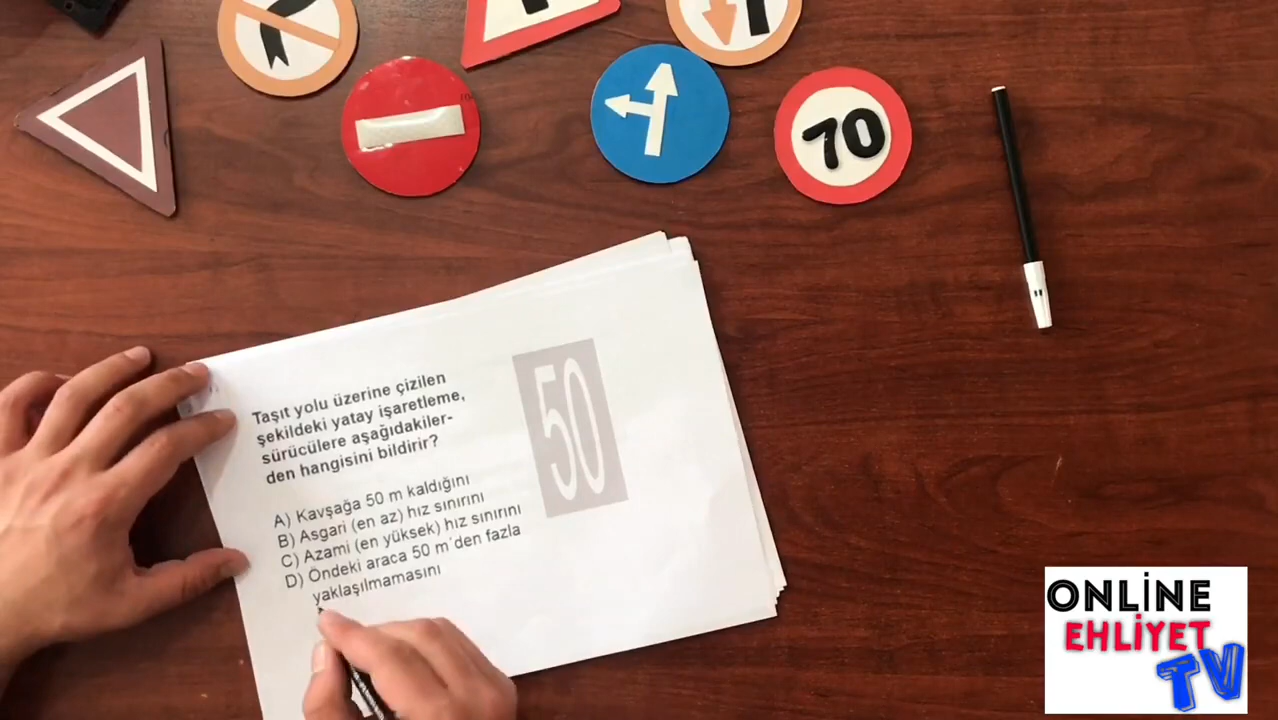 70
Taşıt yolu üzerine çizilen
şekildeki yatay işaretleme,
sürücülere aşağıdakiler-
den hangisini bildirir?
50
A) Kavşağa 50 m kaldığını
B) Asgari (en az) hız sınırını
C) Azami (en yüksek) hız sınırını
D) Öndeki araca 50 m'den fazla
yaklaşılmamasını
ONLİNE
EHLİYET
TV